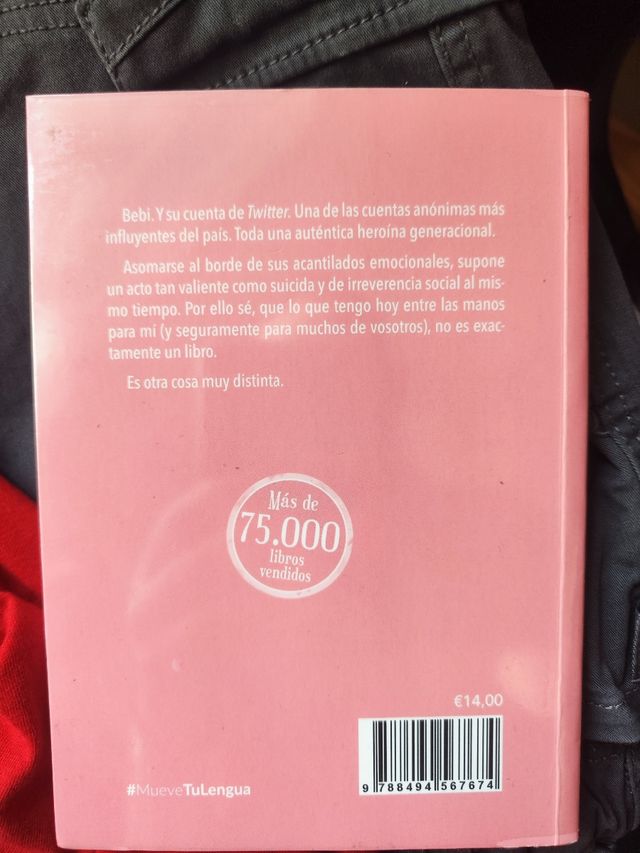 Bebi. Y su cuenta de Twitter. Una de las cuentas anónimas más
influyentes del país. Toda una auténtica heroína generacional.
Asomarse al borde de sus acantilados emocionales, supone
un acto tan valiente como suicida y de irreverencia social al mis-
mo tiempo. Por ello sé, que lo que tengo hoy entre las manos
para mí (y seguramente para muchos de vosotros), no es exac-
tamente un libro.
Es otra cosa muy distinta.
Más de
75.000
libros
vendidos
€14,00
9 788494 567674
#MueveTuLengua